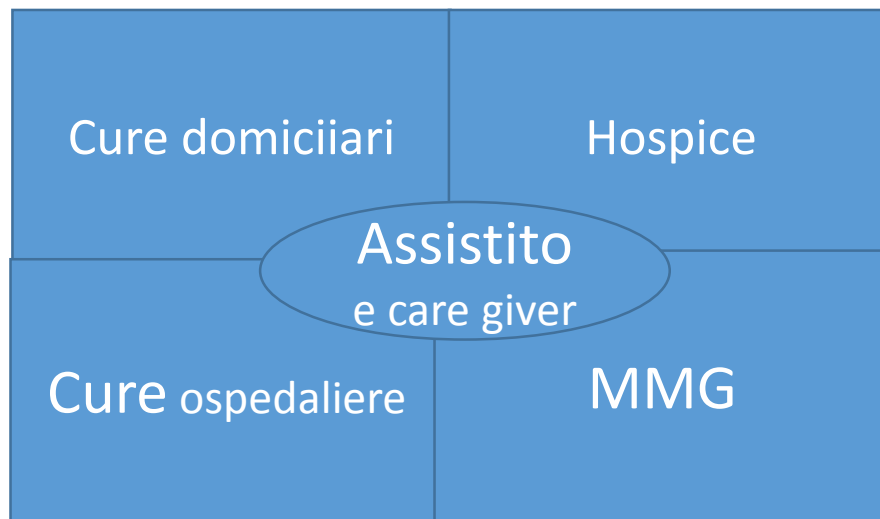 Cure domiciiari
Hospice
Assistito
e care giver
Cure ospedaliere
MMG